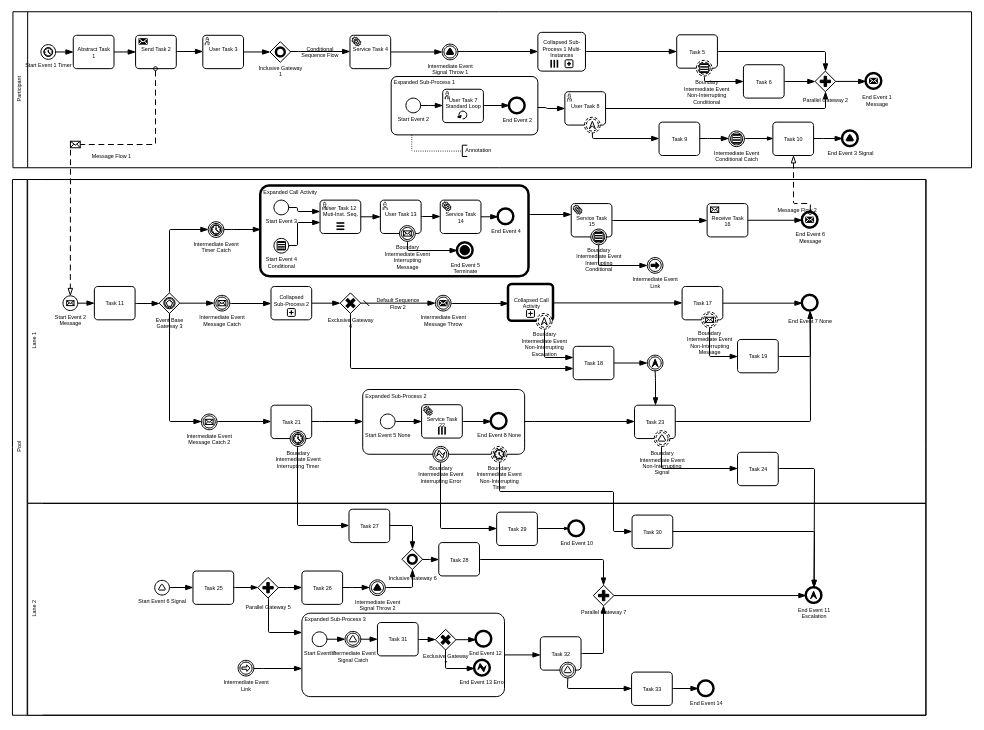 Participant
Start Event 1 Timer
Abstract Task
1
Send Task 2
User Task 3
Inclusive Gateway
1
Conditional
Sequence Flow
Service Task 4
Intermediate Event
Signal Throw 1
Collapsed Sub-
Process 1 Multi-
Instances
Task 5
Boundary
Intermediate Event
Non-Interrupting
Conditional
Task 6
Parallel Gateway 2
End Event 1
Message
Expanded Sub-Process 1
Start Event 2
User Task 7
Standard Loop
End Event 2
User Task 8
Annotation
Task 9
Intermediate Event
Conditional Catch
Task 10
End Event 3 Signal
Message Flow 1
Pool
Lane 1
Expanded Call Activity
Start Event 3
Start Event 4
Conditional
User Task 12
Muti-Inst. Seq.
User Task 13
Service Task
14
End Event 4
Boundary
Intermediate Event
Interrupting
Message
End Event 5
Terminate
Intermediate Event
Timer Catch
Service Task
15
Boundary
Intermediate Event
Interrupting
Conditional
Intermediate Event
Link
Receive Task
16
Message Flow 2
End Event 6
Message
Start Event 2
Message
Task 11
Event Base
Gateway 3
Intermediate Event
Message Catch
Collapsed
Sub-Process 2
Exclusive Gateway
Default Sequence
Flow 2
Intermediate Event
Message Throw
Collapsed Call
Activity
Boundary
Intermediate Event
Non-Interrupting
Escalation
Task 17
Boundary
Intermediate Event
Non-Interrupting
Message
End Event 7 None
Task 18
Task 19
Intermediate Event
Message Catch 2
Task 21
Boundary
Intermediate Event
Interrupting Timer
Expanded Sub-Process 2
Start Event 5 None
Service Task
22
End Event 8 None
Boundary
Intermediate Event
Interrupting Error
Boundary
Intermediate Event
Non-Interrupting
Timer
Task 23
Boundary
Intermediate Event
Non-Interrupting
Signal
Task 24
Lane 2
Task 27
Task 29
End Event 10
Task 30
Inclusive Gateway 6
Task 28
Start Event 6 Signal
Task 25
Parallel Gateway 5
Task 26
Intermediate Event
Signal Throw 2
Parallel Gateway 7
End Event 11
Escalation
Expanded Sub-Process 3
Intermediate Event
Signal Catch
Task 31
Exclusive Gateway
End Event 12
End Event 13 Error
Intermediate Event
Link
Task 32
Task 33
End Event 14